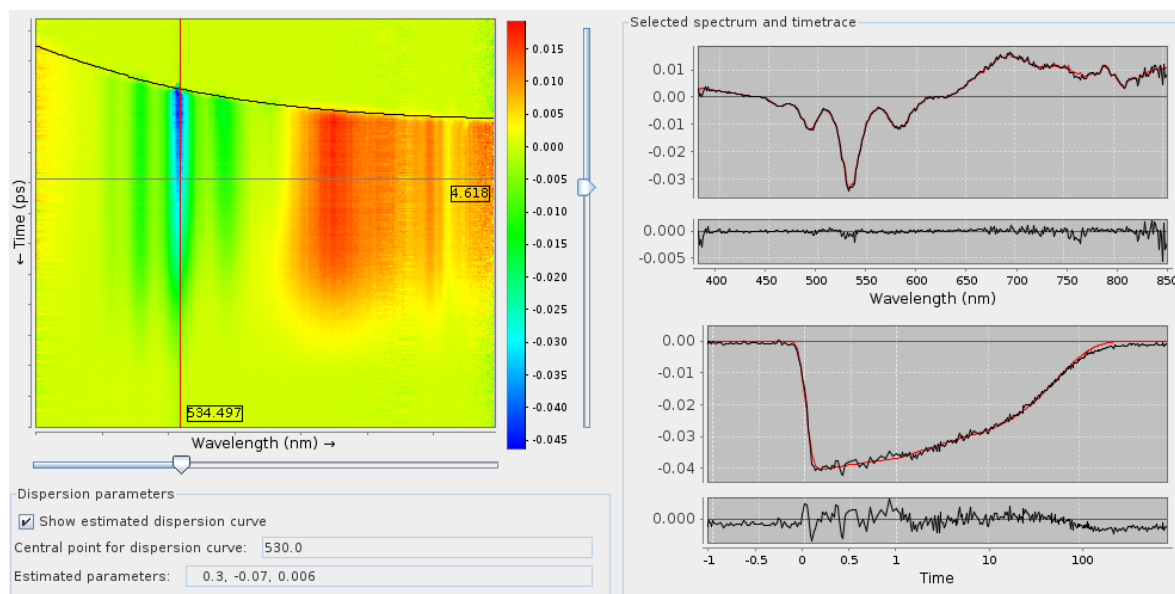 Selected spectrum and timetrace
0.015
0.010
0.005
0.000
-0.005
-0.010
-0.015
-0.020
-0.025
-0.030
-0.035
-0.040
-0.045
← Time (ps)
4.618
534.497
Wavelength (nm) →
0.01
0.00
-0.01
-0.02
-0.03
0.000
-0.005
400 450 500 550 600 650 700 750 800 850
Wavelength (nm)
0.00
-0.01
-0.02
-0.03
-0.04
0.000
-1 -0.5 0 0.5 1 10 100
Time
Dispersion parameters
Show estimated dispersion curve
Central point for dispersion curve: 530.0
Estimated parameters: 0.3, -0.07, 0.006